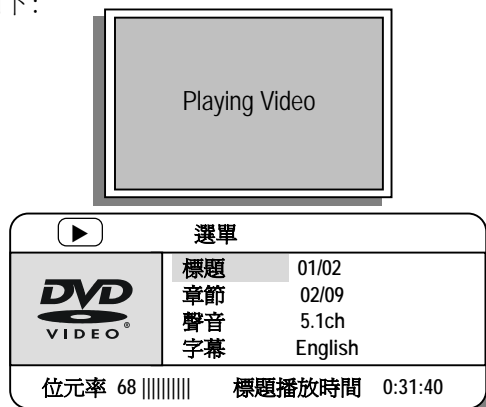 下：
Playing Video
選單
標題 01/02
章節 02/09
聲音 5.1ch
字幕 English
DVD
VIDEO®
位元率 68 |||||||||| 標題播放時間 0:31:40